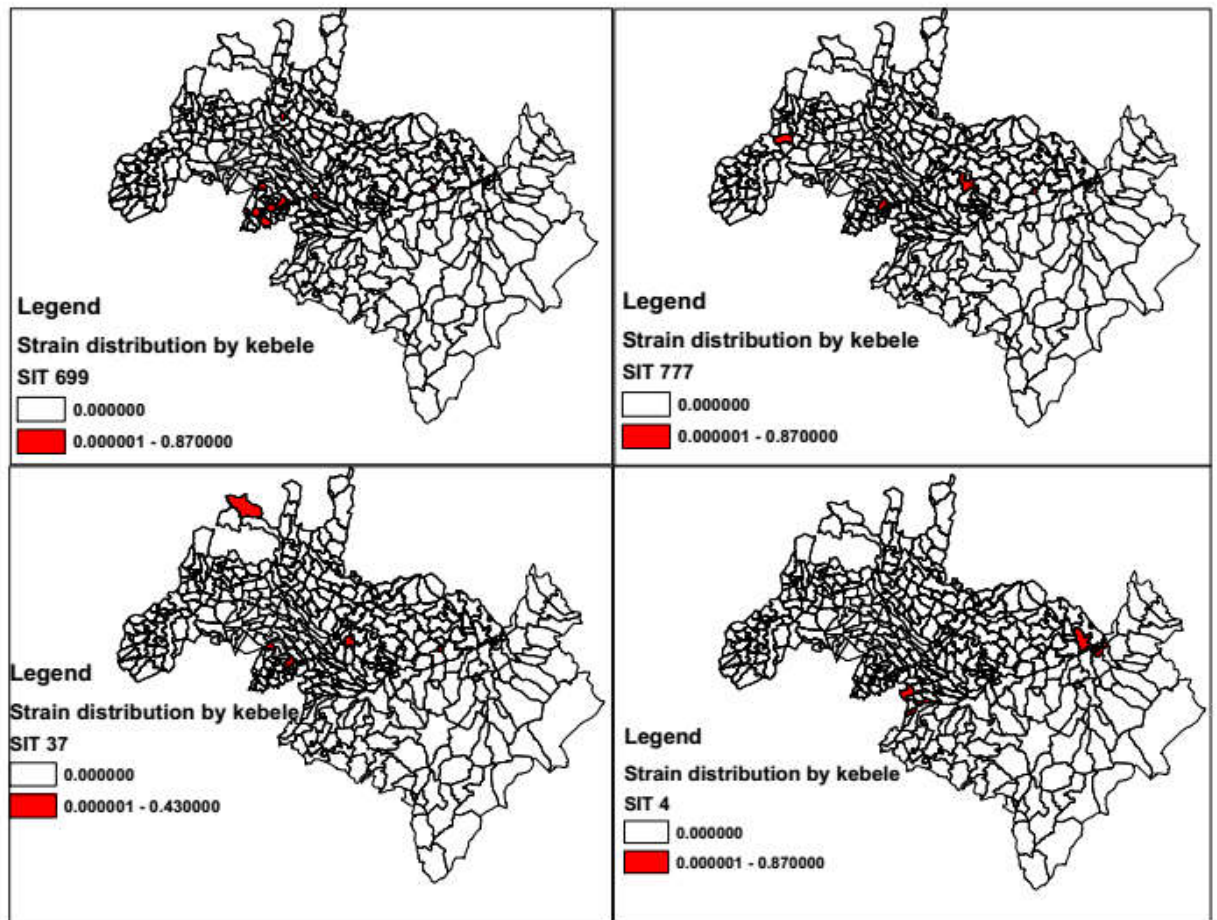 Legend
Strain distribution by kebele
SIT 699
0.000000
0.000001 - 0.870000
Legend
Strain distribution by kebele
SIT 777
0.000000
0.000001 - 0.870000
Legend
Strain distribution by kebele
SIT 37
0.000000
0.000001 - 0.430000
Legend
Strain distribution by kebele
SIT 4
0.000000
0.000001 - 0.870000